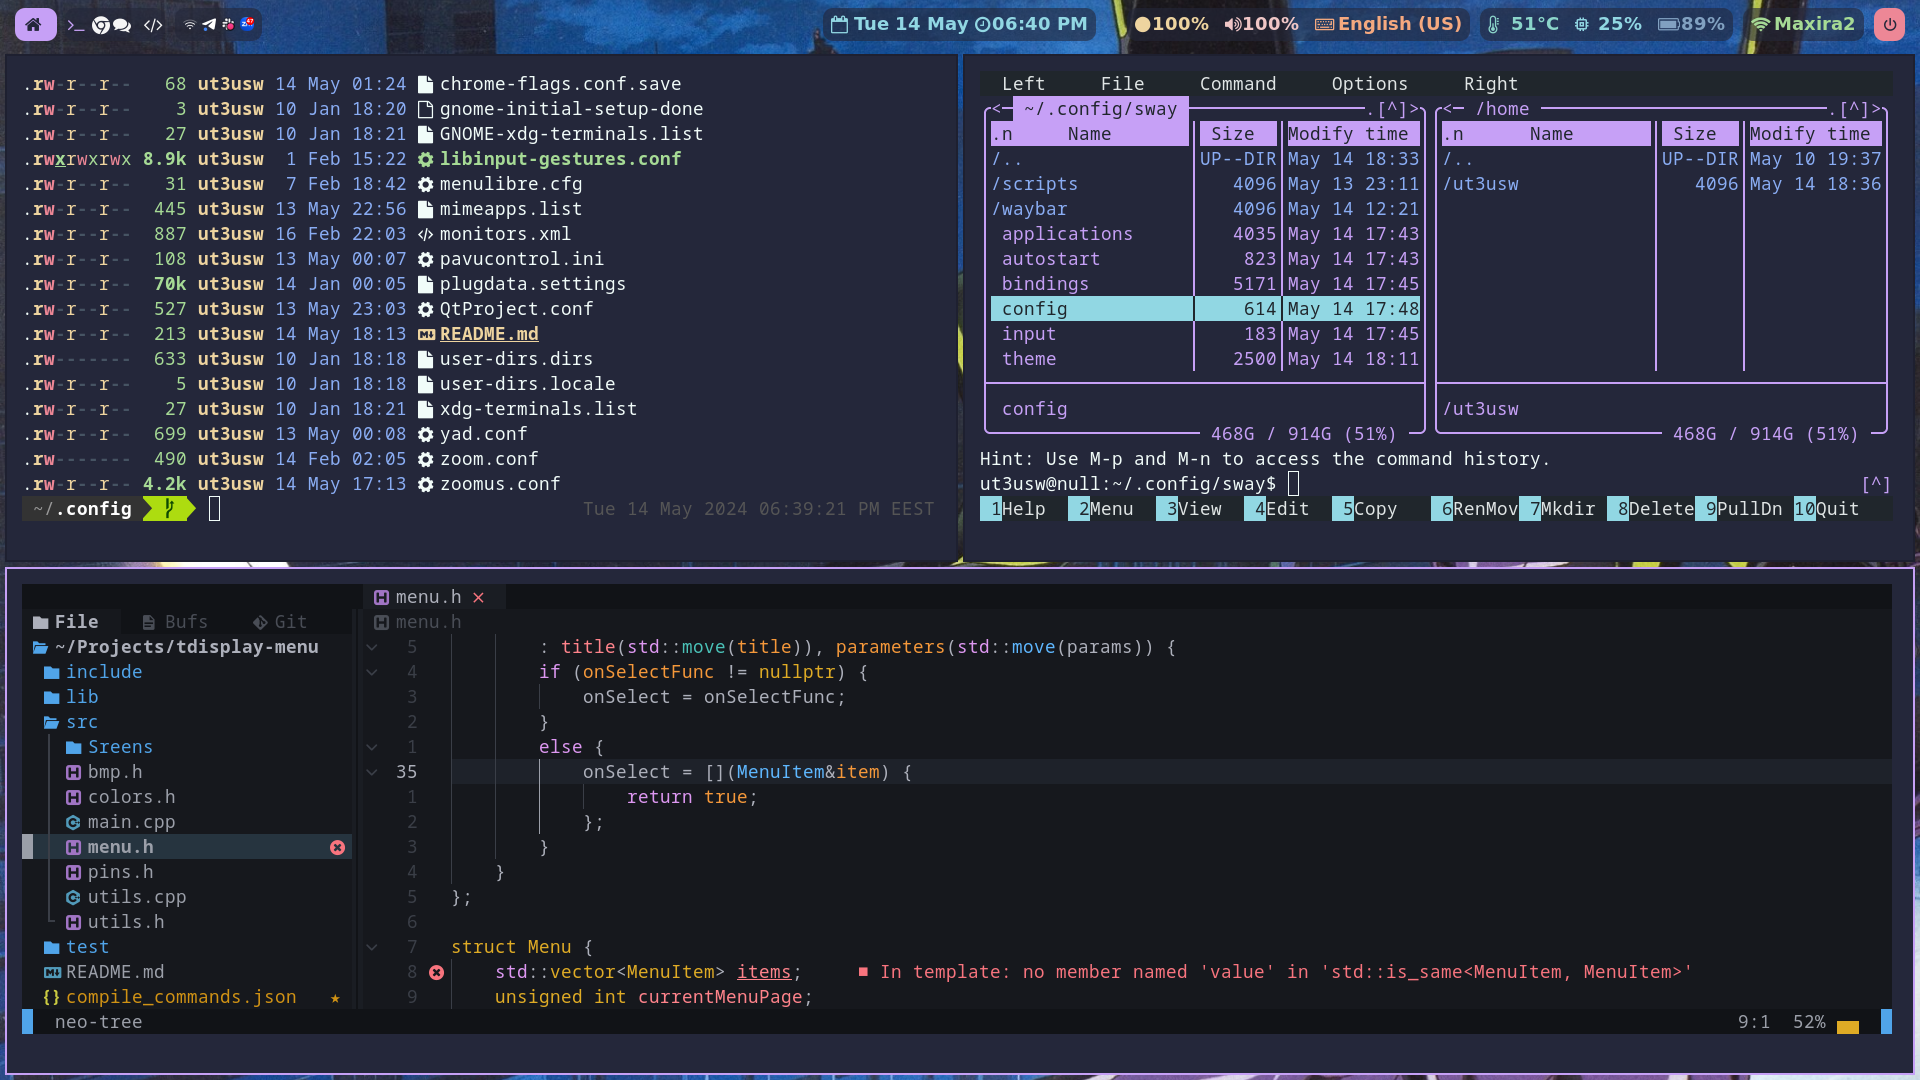 Tue 14 May 06:40 PM
100% 100% English (US) 51°C 25% 89% Maxira2
.rw-r--r-- 68 ut3usw 14 May 01:24 chrome-flags.conf.save
.rw-r--r-- 3 ut3usw 10 Jan 18:20 gnome-initial-setup-done
.rw-r--r-- 27 ut3usw 10 Jan 18:21 GNOME-xdg-terminals.list
.rwxrwxrwx 8.9k ut3usw 1 Feb 15:22 libinput-gestures.conf
.rw-r--r-- 31 ut3usw 7 Feb 18:42 menulibre.cfg
.rw-r--r-- 445 ut3usw 13 May 22:56 mimeapps.list
.rw-r--r-- 887 ut3usw 16 Feb 22:03 monitors.xml
.rw-r--r-- 108 ut3usw 13 May 00:07 pavucontrol.ini
.rw-r--r-- 70k ut3usw 14 Jan 00:05 plugdata.settings
.rw-r--r-- 527 ut3usw 13 May 23:03 QtProject.conf
.rw-r--r-- 213 ut3usw 14 May 18:13 README.md
.rw------- 633 ut3usw 10 Jan 18:18 user-dirs.dirs
.rw-r--r-- 5 ut3usw 10 Jan 18:18 user-dirs.locale
.rw-r--r-- 27 ut3usw 10 Jan 18:21 xdg-terminals.list
.rw-r--r-- 699 ut3usw 13 May 00:08 yad.conf
.rw------- 490 ut3usw 14 Feb 02:05 zoom.conf
.rw-r--r-- 4.2k ut3usw 14 May 17:13 zoomus.conf
~/.config Tue 14 May 2024 06:39:21 PM EEST
Left File Command Options Right
<─ ~/.config/sway ─.[^]>
.n Name Size Modify time
/.. UP--DIR May 14 18:33
/scripts 4096 May 13 23:11
/waybar 4096 May 14 12:21
applications 4035 May 14 17:43
autostart 823 May 14 17:43
bindings 5171 May 14 17:45
config 614 May 14 17:48
input 183 May 14 17:45
theme 2500 May 14 18:11
config
468G / 914G (51%)
<─ /home ─.[^]>
.n Name Size Modify time
/.. UP--DIR May 10 19:37
/ut3usw 4096 May 14 18:36
/ut3usw
468G / 914G (51%)
Hint: Use M-p and M-n to access the command history.
ut3usw@null:~/.config/sway$ [^]
1Help 2Menu 3View 4Edit 5Copy 6RenMov 7Mkdir 8Delete 9PullDn 10Quit
File Bufs Git
~/Projects/tdisplay-menu
include
lib
src
Sreens
bmp.h
colors.h
main.cpp
menu.h
pins.h
utils.cpp
utils.h
test
README.md
{} compile_commands.json ★
neo-tree
menu.h ×
menu.h
5 : title(std::move(title)), parameters(std::move(params)) {
4 if (onSelectFunc != nullptr) {
3 onSelect = onSelectFunc;
2 }
1 else {
35 onSelect = [](MenuItem&item) {
1 return true;
2 };
3 }
4 }
5 };
6
7 struct Menu {
8 std::vector<MenuItem> items; ■ In template: no member named 'value' in 'std::is_same<MenuItem, MenuItem>'
9 unsigned int currentMenuPage;
9:1 52%